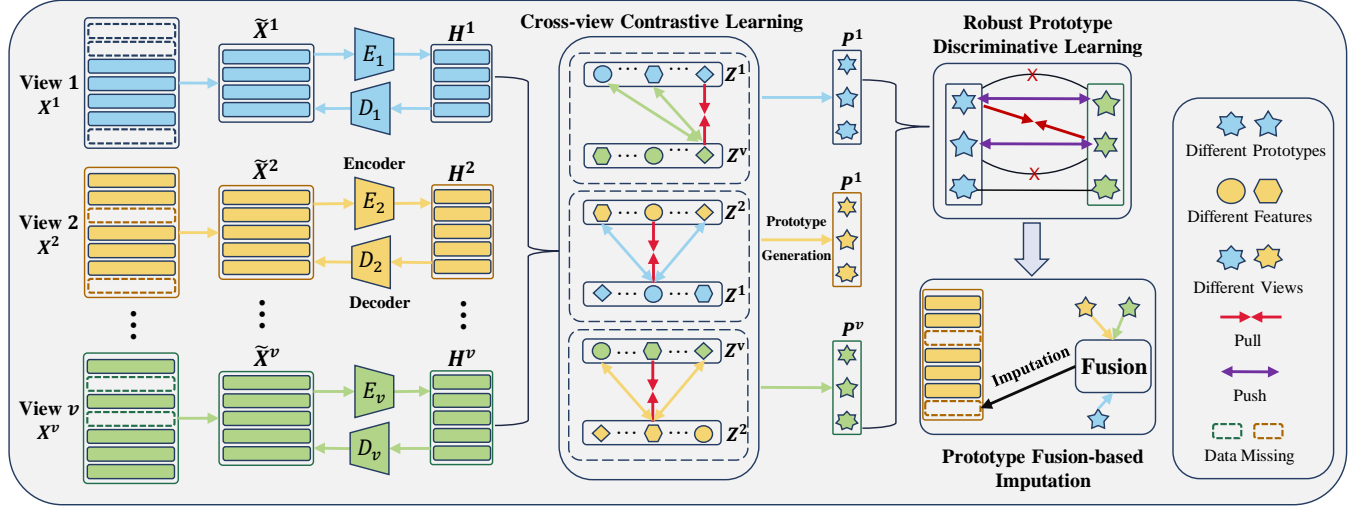 View 1
X¹
X̃¹
E₁
D₁
H¹
Encoder
View 2
X²
X̃²
E₂
D₂
H²
Decoder
View v
Xᵛ
X̃ᵛ
Eᵥ
Dᵥ
Hᵛ
Cross-view Contrastive Learning
Z¹
Zᵛ
Z²
Z¹
Zᵛ
Z²
P¹
Prototype
Generation
P¹
Pᵛ
Robust Prototype
Discriminative Learning
X
X
Imputation
Fusion
Prototype Fusion-based
Imputation
Different Prototypes
Different Features
Different Views
Pull
Push
Data Missing